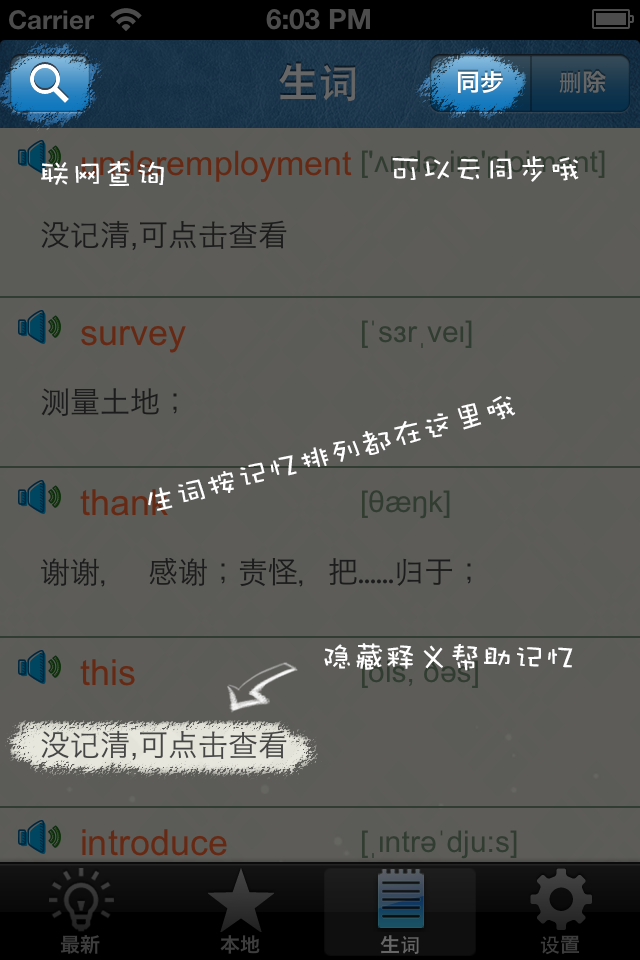 Carrier 6:03 PM
生词 同步 删除
underemployment
联网查询 可以云同步哦
没记清,可点击查看
survey [ˈsɜrˌveɪ]
测量土地；
生词按记忆排列都在这里哦
thank [θæŋk]
谢谢, 感谢；责怪, 把……归于；
this [ðis, ðəs]
隐藏释义帮助记忆
没记清,可点击查看
introduce [ˌɪntrəˈdju:s]
最新 本地 生词 设置